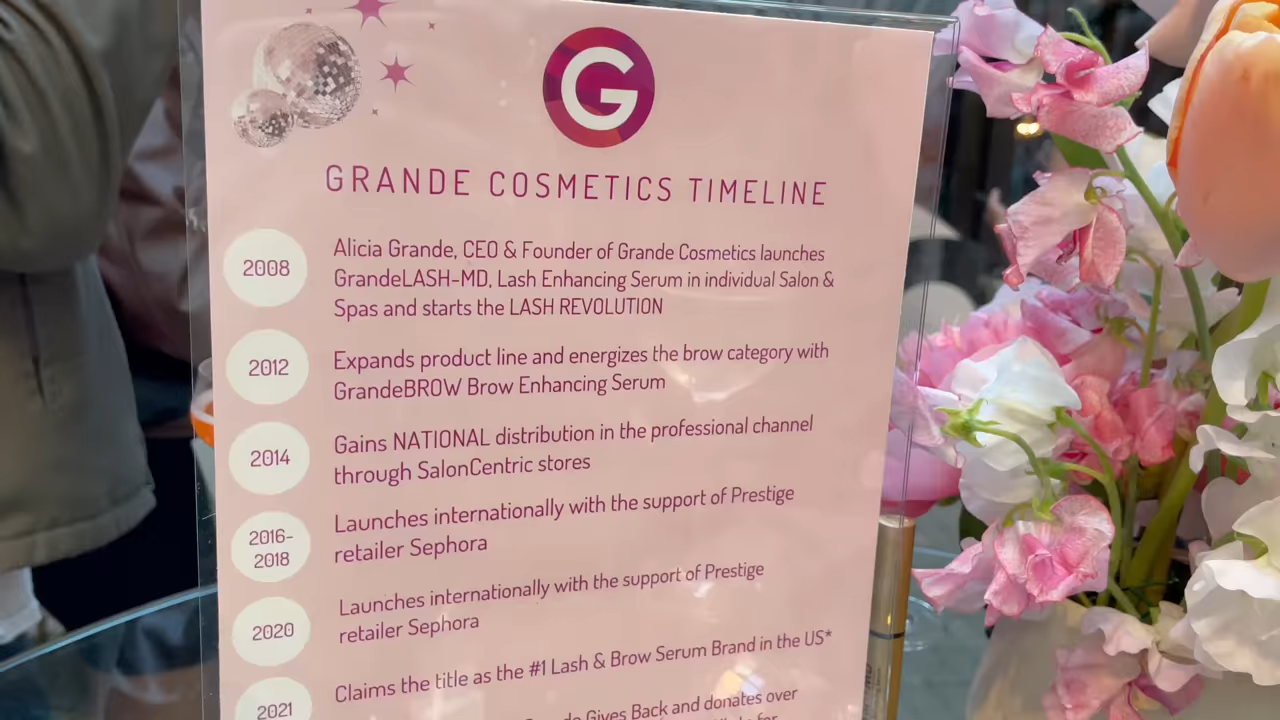 G
GRANDE COSMETICS TIMELINE
2008
Alicia Grande, CEO & Founder of Grande Cosmetics launches
GrandeLASH-MD, Lash Enhancing Serum in individual Salon &
Spas and starts the LASH REVOLUTION
2012
Expands product line and energizes the brow category with
GrandeBROW Brow Enhancing Serum
2014
Gains NATIONAL distribution in the professional channel
through SalonCentric stores
2016-
2018
Launches internationally with the support of Prestige
retailer Sephora
2020
Launches internationally with the support of Prestige
retailer Sephora
2021
Claims the title as the #1 Lash & Brow Serum Brand in the US*
Gives Back and donates over